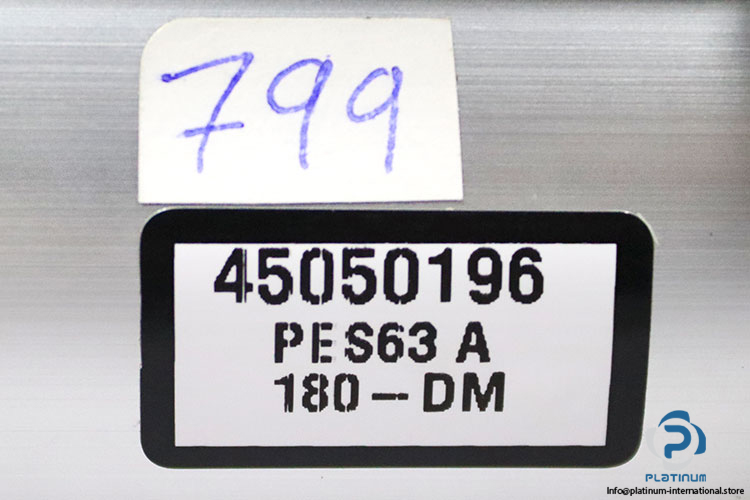 799
45050196
PES63 A
180-DM
PLATINUM
Info@platinum-international.store